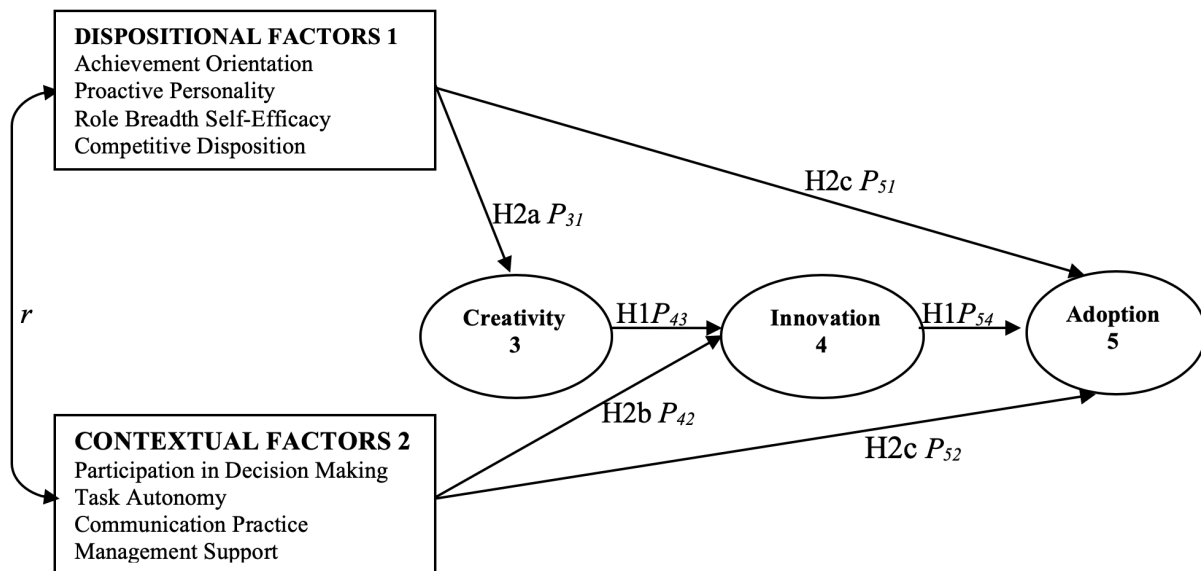 DISPOSITIONAL FACTORS 1
Achievement Orientation
Proactive Personality
Role Breadth Self-Efficacy
Competitive Disposition
H2c P51
H2a P31
r
Creativity
3
H1P43
Innovation
4
H1P54
Adoption
5
H2b P42
H2c P52
CONTEXTUAL FACTORS 2
Participation in Decision Making
Task Autonomy
Communication Practice
Management Support